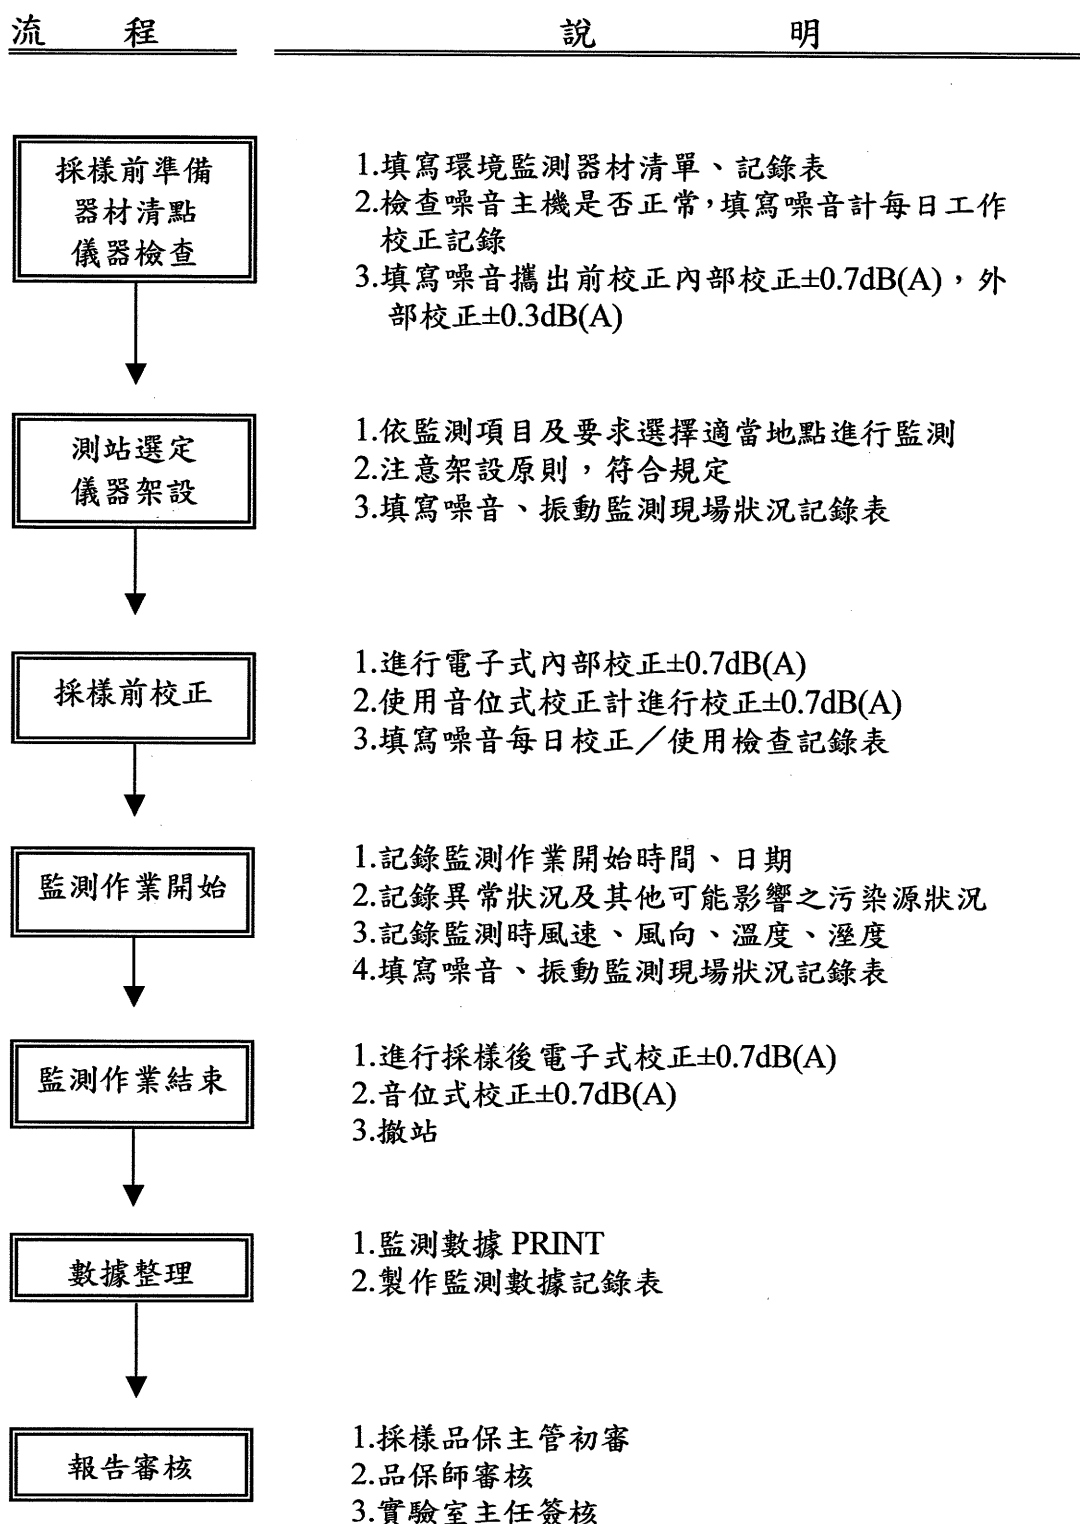 流 程 說 明
採樣前準備
器材清點
儀器檢查
1.填寫環境監測器材清單、記錄表
2.檢查噪音主機是否正常，填寫噪音計每日工作
校正記錄
3.填寫噪音攜出前校正內部校正±0.7dB(A)，外
部校正±0.3dB(A)
測站選定
儀器架設
1.依監測項目及要求選擇適當地點進行監測
2.注意架設原則，符合規定
3.填寫噪音、振動監測現場狀況記錄表
採樣前校正
1.進行電子式內部校正±0.7dB(A)
2.使用音位式校正計進行校正±0.7dB(A)
3.填寫噪音每日校正／使用檢查記錄表
監測作業開始
1.記錄監測作業開始時間、日期
2.記錄異常狀況及其他可能影響之污染源狀況
3.記錄監測時風速、風向、溫度、溼度
4.填寫噪音、振動監測現場狀況記錄表
監測作業結束
1.進行採樣後電子式校正±0.7dB(A)
2.音位式校正±0.7dB(A)
3.撤站
數據整理
1.監測數據 PRINT
2.製作監測數據記錄表
報告審核
1.採樣品保主管初審
2.品保師審核
3.實驗室主任簽核